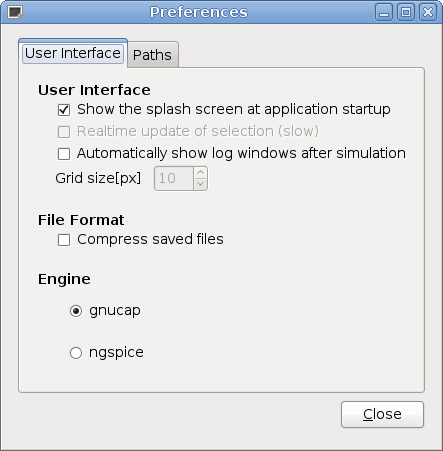 Preferences
User Interface
Paths
User Interface
Show the splash screen at application startup
Realtime update of selection (slow)
Automatically show log windows after simulation
Grid size[px] 10
File Format
Compress saved files
Engine
gnucap
ngspice
Close